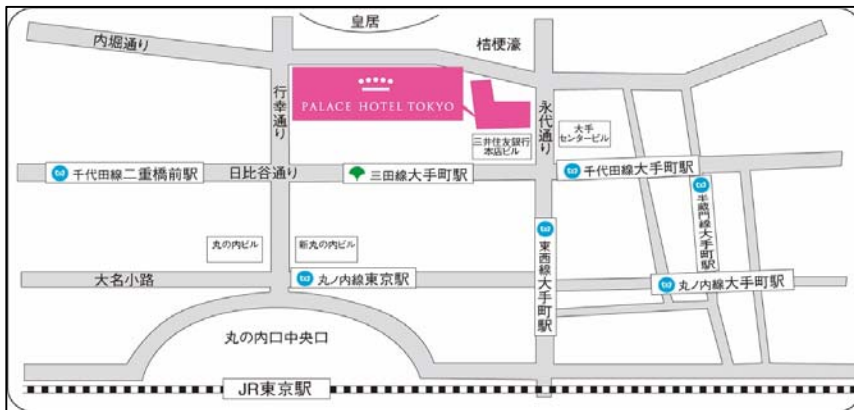 皇居
内堀通り
桔梗濠
PALACE HOTEL TOKYO
行幸通り
永代通り
大手
センタービル
三井住友銀行
本店ビル
千代田線二重橋前駅
日比谷通り
三田線大手町駅
千代田線大手町駅
半蔵門線大手町駅
東西線大手町駅
丸の内ビル
新丸の内ビル
大名小路
丸ノ内線東京駅
丸ノ内線大手町駅
丸の内口中央口
JR東京駅